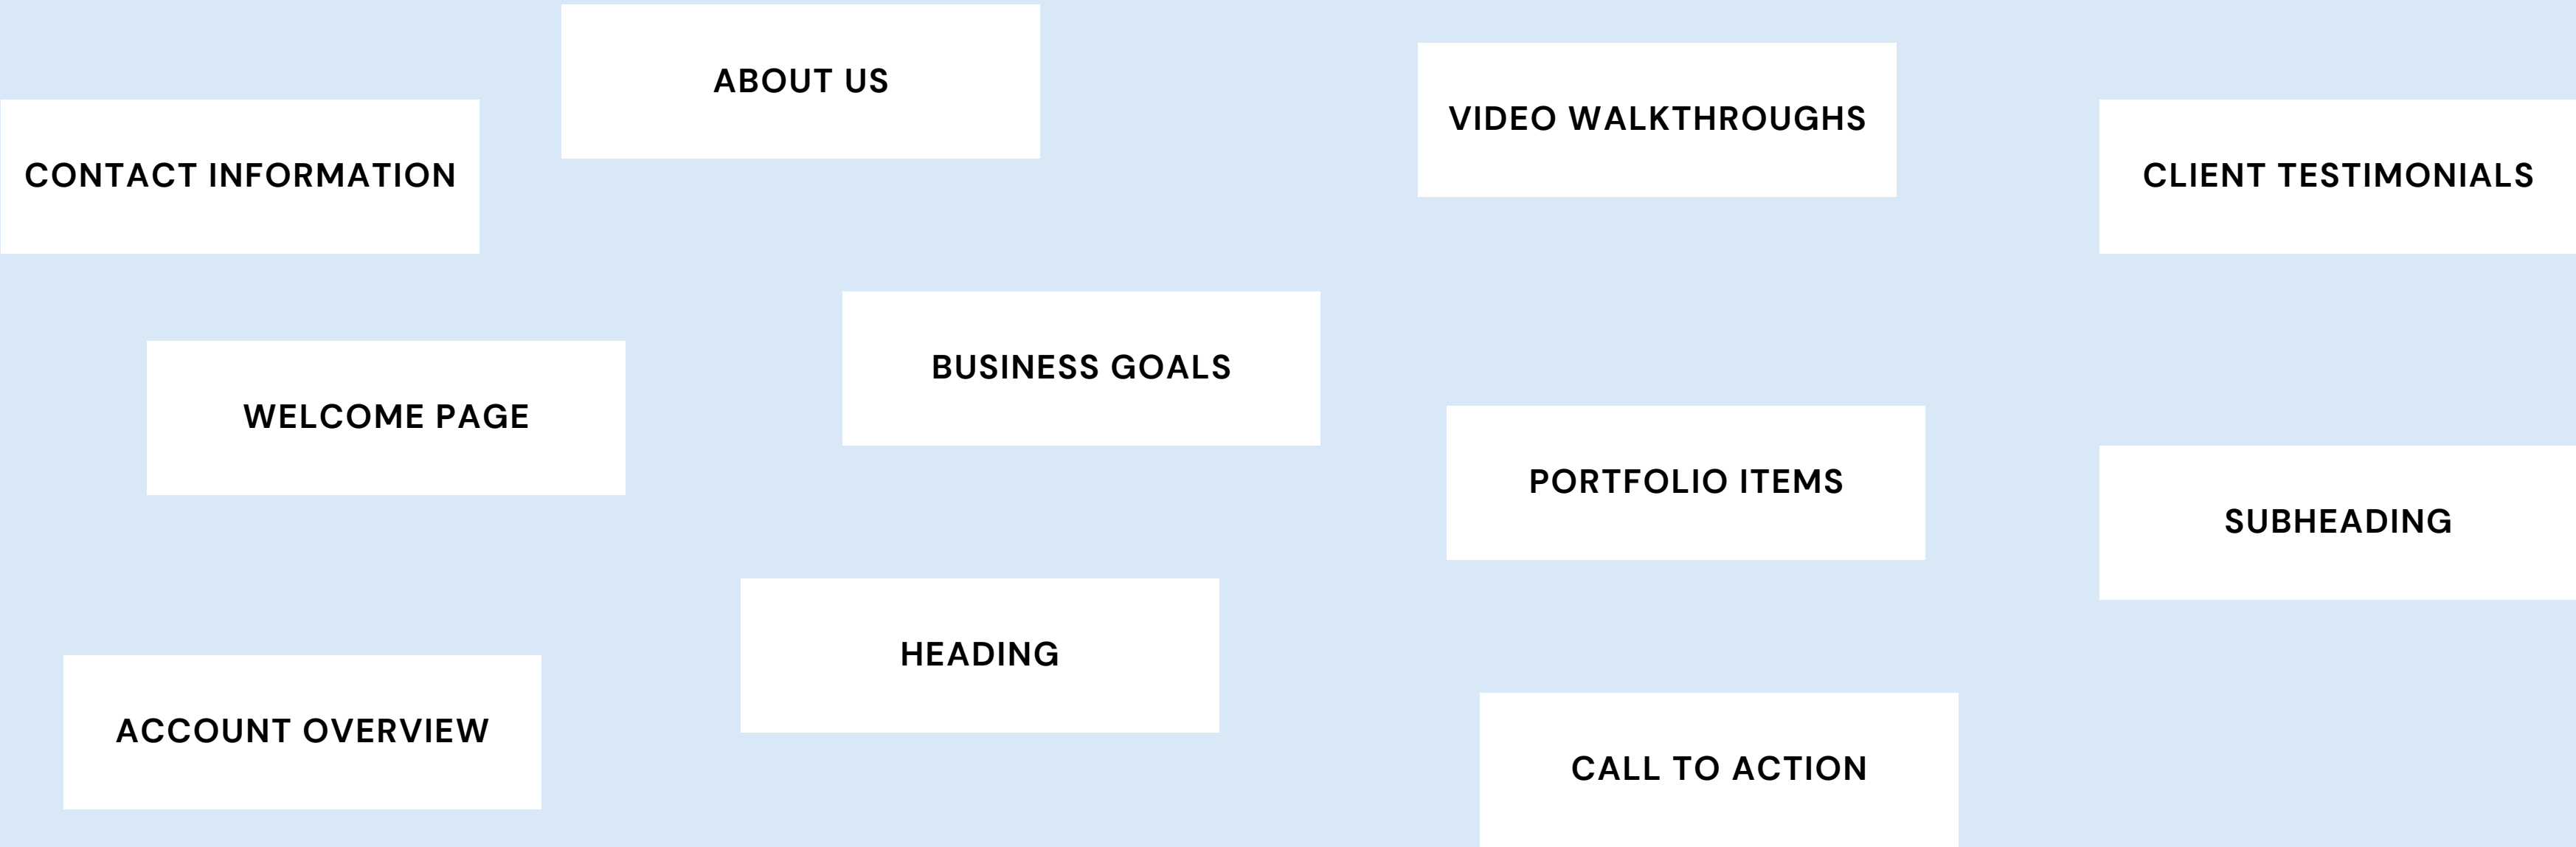 ABOUT US
VIDEO WALKTHROUGHS
CONTACT INFORMATION
CLIENT TESTIMONIALS
BUSINESS GOALS
WELCOME PAGE
PORTFOLIO ITEMS
SUBHEADING
HEADING
ACCOUNT OVERVIEW
CALL TO ACTION